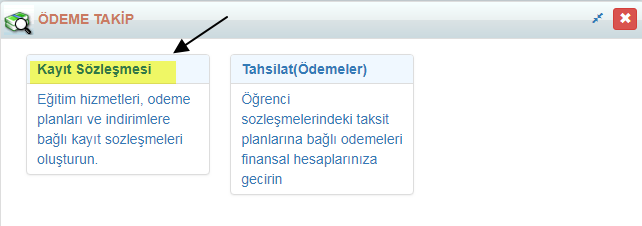 ÖDEME TAKİP
Kayıt Sözleşmesi
Eğitim hizmetleri, odeme
planları ve indirimlere
bağlı kayıt sozleşmeleri
oluşturun.
Tahsilat(Ödemeler)
Öğrenci
sozleşmelerindeki taksit
planlarına bağlı odemeleri
finansal hesaplarınıza
gecirin